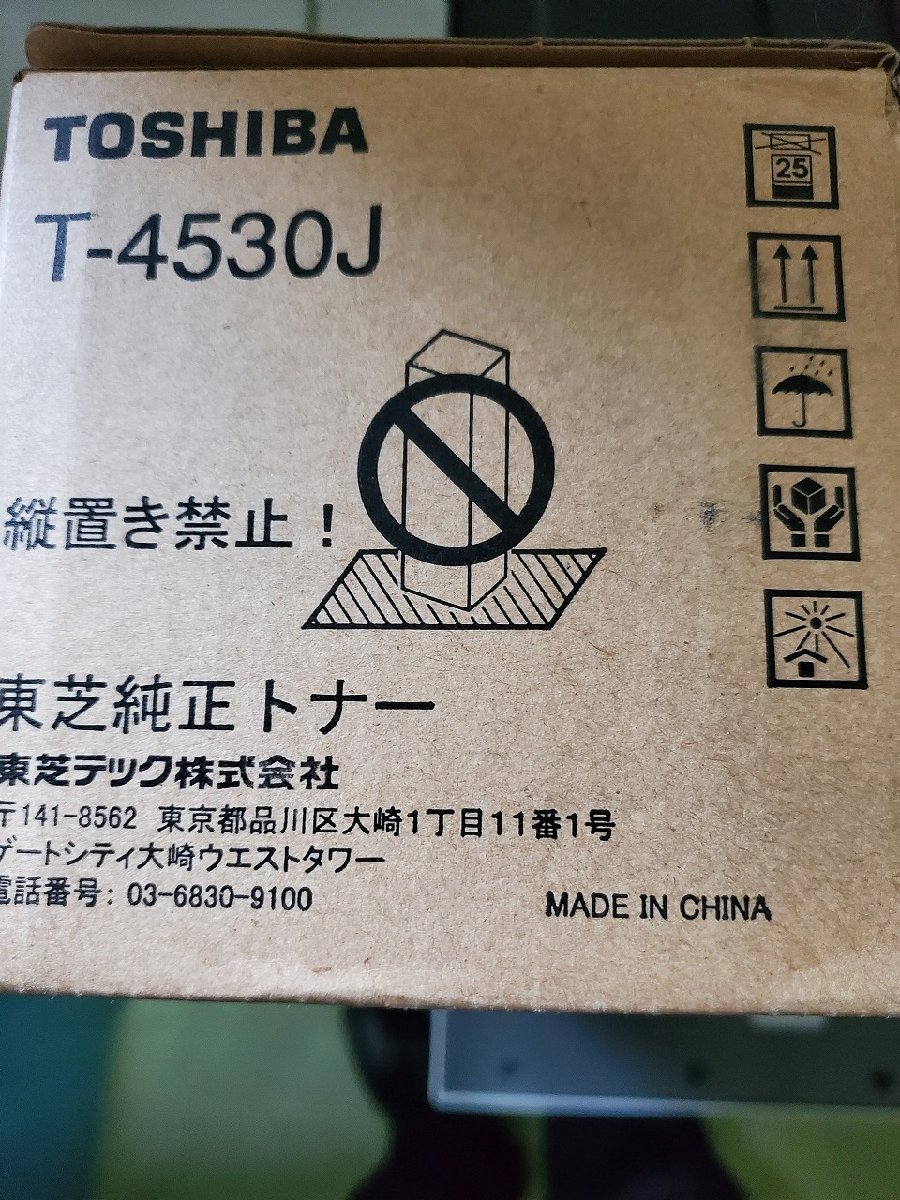 TOSHIBA
T-4530J
25
縦置き禁止！
東芝純正トナー
東芝テック株式会社
〒141-8562 東京都品川区大崎1丁目11番1号
ゲートシティ大崎ウエストタワー
電話番号: 03-6830-9100
MADE IN CHINA